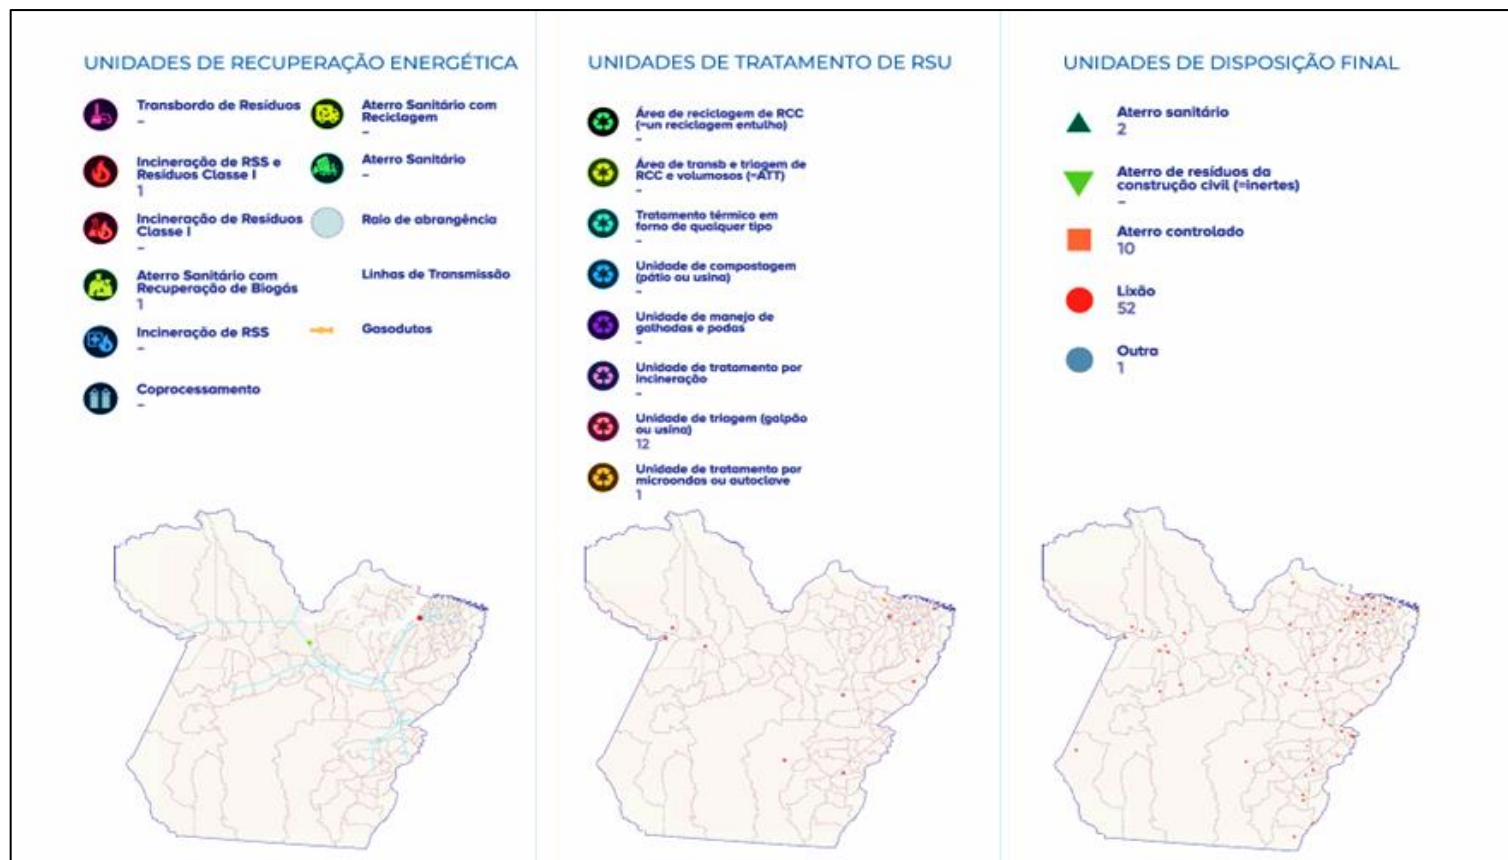 UNIDADES DE RECUPERAÇÃO ENERGÉTICA
Transbordo de Resíduos
–
Incineração de RSS e
Resíduos Classe I
1
Incineração de Resíduos
Classe I
–
Aterro Sanitário com
Recuperação de Biogás
1
Incineração de RSS
–
Coprocessamento
–
Aterro Sanitário com
Reciclagem
–
Aterro Sanitário
–
Raio de abrangência
Linhas de Transmissão
Gasodutos
UNIDADES DE TRATAMENTO DE RSU
Área de reciclagem de RCC
(=un reciclagem entulho)
–
Área de transb e triagem de
RCC e volumosos (=ATT)
–
Tratamento térmico em
forno de qualquer tipo
–
Unidade de compostagem
(pátio ou usina)
–
Unidade de manejo de
galhadas e podas
–
Unidade de tratamento por
Incineração
–
Unidade de triagem (galpão
ou usina)
12
Unidade de tratamento por
microondas ou autoclave
1
UNIDADES DE DISPOSIÇÃO FINAL
Aterro sanitário
2
Aterro de resíduos da
construção civil (=inertes)
–
Aterro controlado
10
Lixão
52
Outra
1